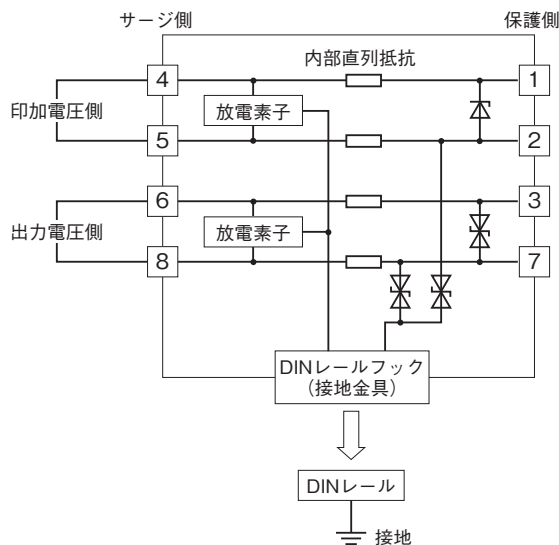 サージ側
保護側
内部直列抵抗
4
1
放電素子
印加電圧側
5
2
6
3
出力電圧側
放電素子
8
7
DINレールフック
(接地金具)
DINレール
接地